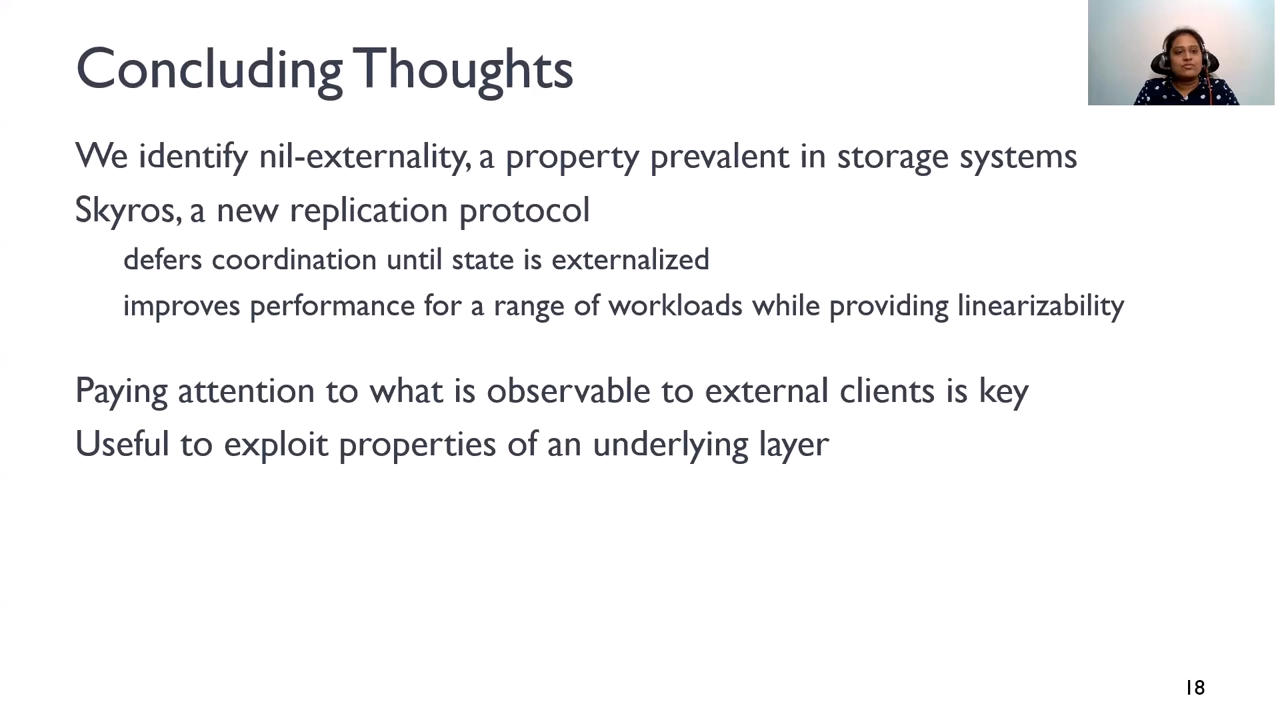 Concluding Thoughts
We identify nil-externality, a property prevalent in storage systems
Skyros, a new replication protocol
defers coordination until state is externalized
improves performance for a range of workloads while providing linearizability
Paying attention to what is observable to external clients is key
Useful to exploit properties of an underlying layer
18